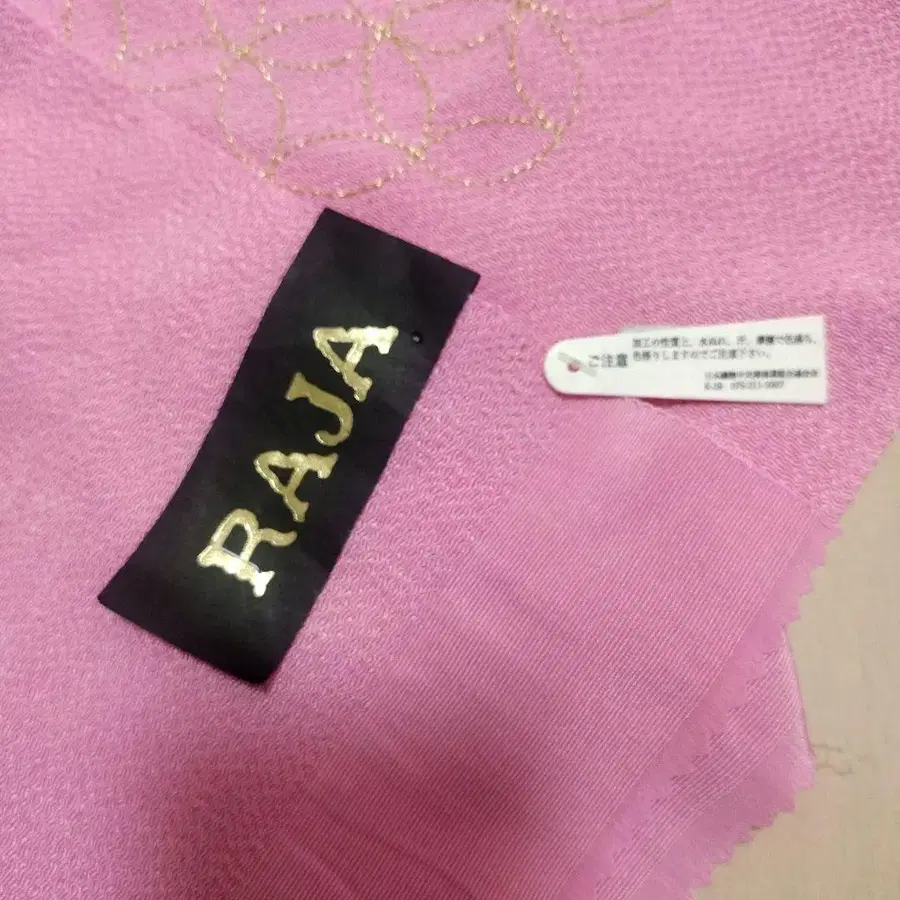 RAJA
ご注意
加工の性質上、水ぬれ、汗、摩擦で色落ち、
色移りしますのでご注意下さい。